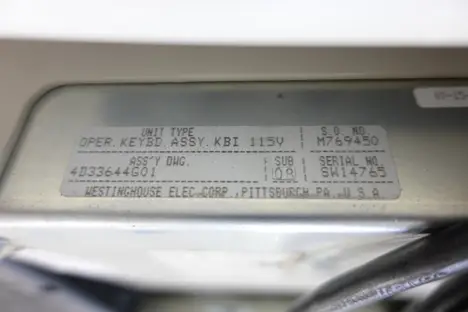 UNIT TYPE S.O. NO.
OPER. KEYBD. ASSY. KBI 115V M769450
ASS'Y DWG. SUB SERIAL NO.
4D33644G01 08 SW14765
WESTINGHOUSE ELEC. CORP., PITTSBURGH, PA., U.S.A.